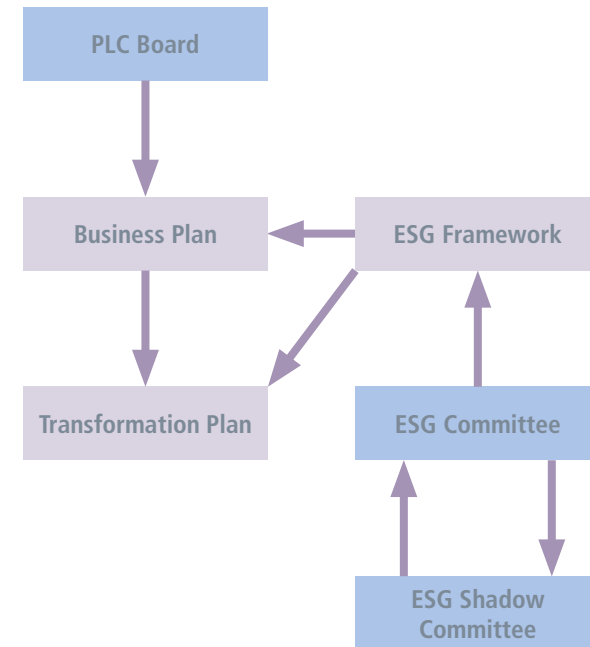 PLC Board
Business Plan
ESG Framework
Transformation Plan
ESG Committee
ESG Shadow
Committee